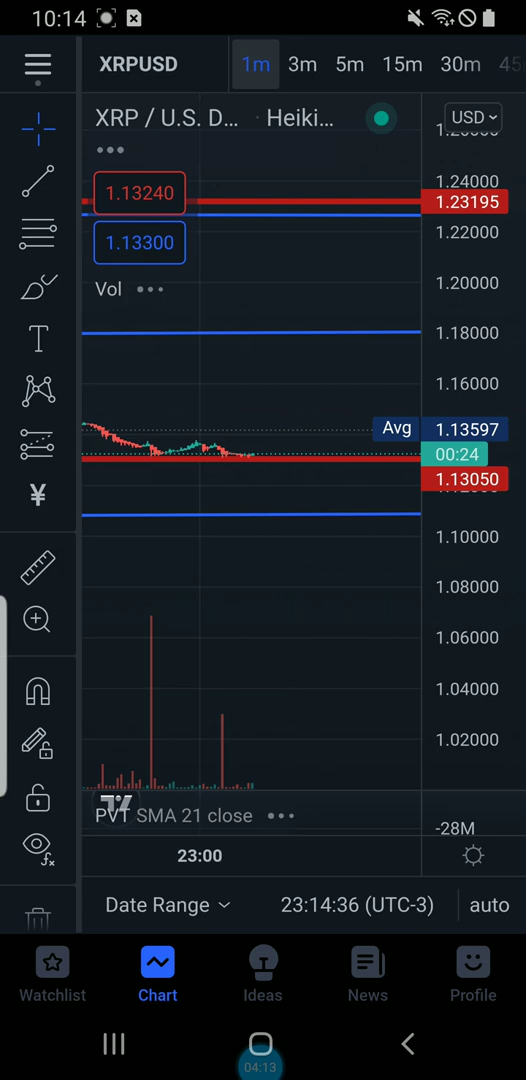 10:14
XRPUSD 1m 3m 5m 15m 30m 45
XRP / U.S. D... · Heiki...
USD
1.24000
1.13240
1.23195
1.22000
1.13300
Vol
1.20000
1.18000
1.16000
Avg 1.13597
00:24
1.13050
1.10000
1.08000
1.06000
1.04000
1.02000
PVT SMA 21 close
-28M
23:00
Date Range 23:14:36 (UTC-3) auto
Watchlist Chart Ideas News Profile
04:13